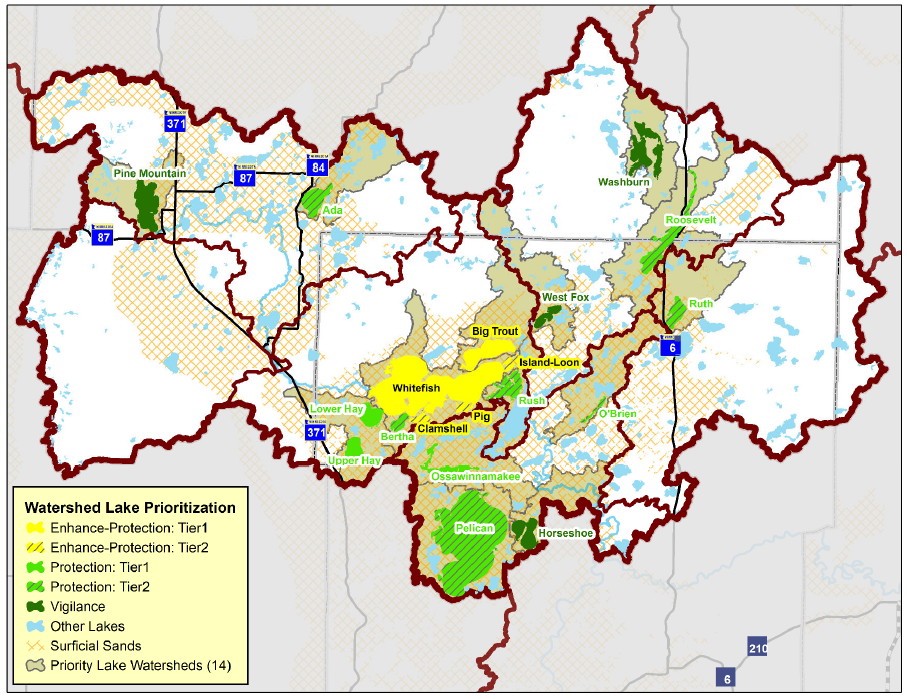 371
Pine Mountain
87
84
Ada
87
Washburn
Roosevelt
Ruth
West Fox
Big Trout
Island-Loon
6
Whitefish
Rush
Lower Hay
Pig
O'Brien
Clamshell
Bertha
371
Upper Hay
Ossawinnamakee
Pelican
Horseshoe
Watershed Lake Prioritization
Enhance-Protection: Tier1
Enhance-Protection: Tier2
Protection: Tier1
Protection: Tier2
Vigilance
Other Lakes
Surficial Sands
Priority Lake Watersheds (14)
210
6